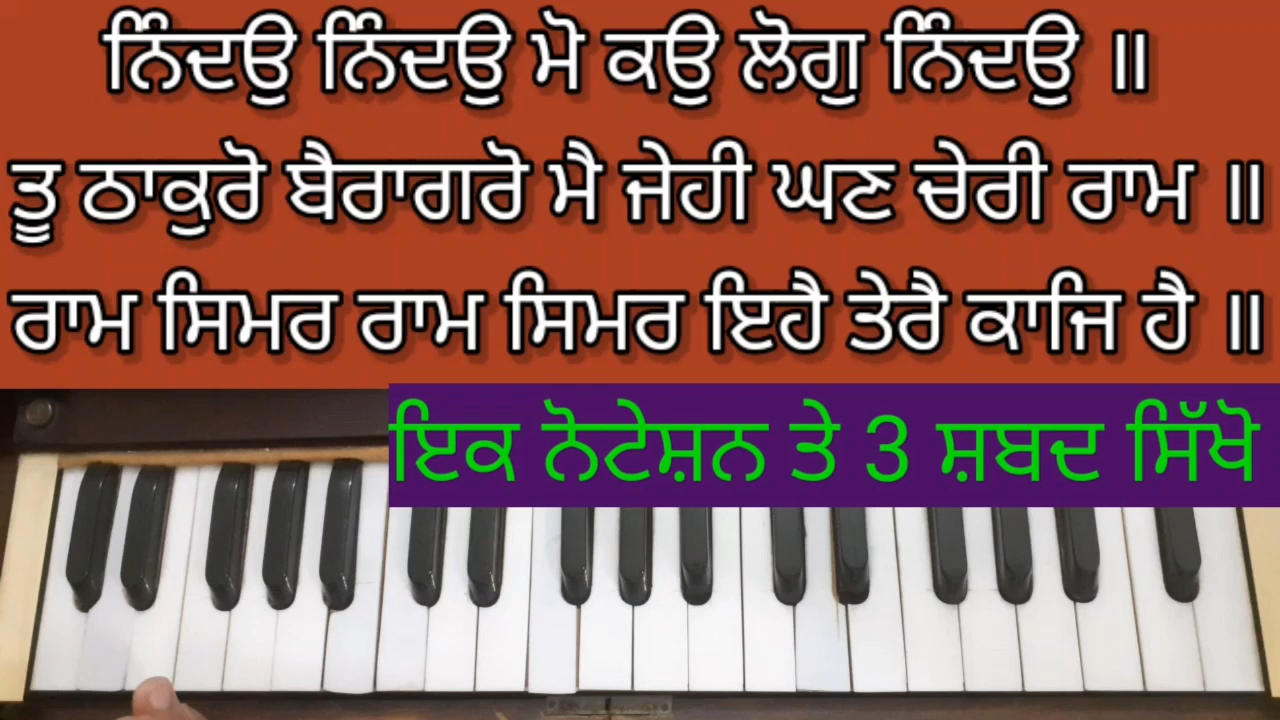 ਨਿੰਦਉ ਨਿੰਦਉ ਮੋ ਕਉ ਲੋਗੁ ਨਿੰਦਉ ॥
ਤੂ ਠਾਕੁਰੋ ਬੈਰਾਗਰੋ ਮੈ ਜੇਹੀ ਘਣ ਚੇਰੀ ਰਾਮ ॥
ਰਾਮ ਸਿਮਰ ਰਾਮ ਸਿਮਰ ਇਹੈ ਤੇਰੈ ਕਾਜਿ ਹੈ ॥
ਇਕ ਨੋਟੇਸ਼ਨ ਤੇ 3 ਸ਼ਬਦ ਸਿੱਖੋ